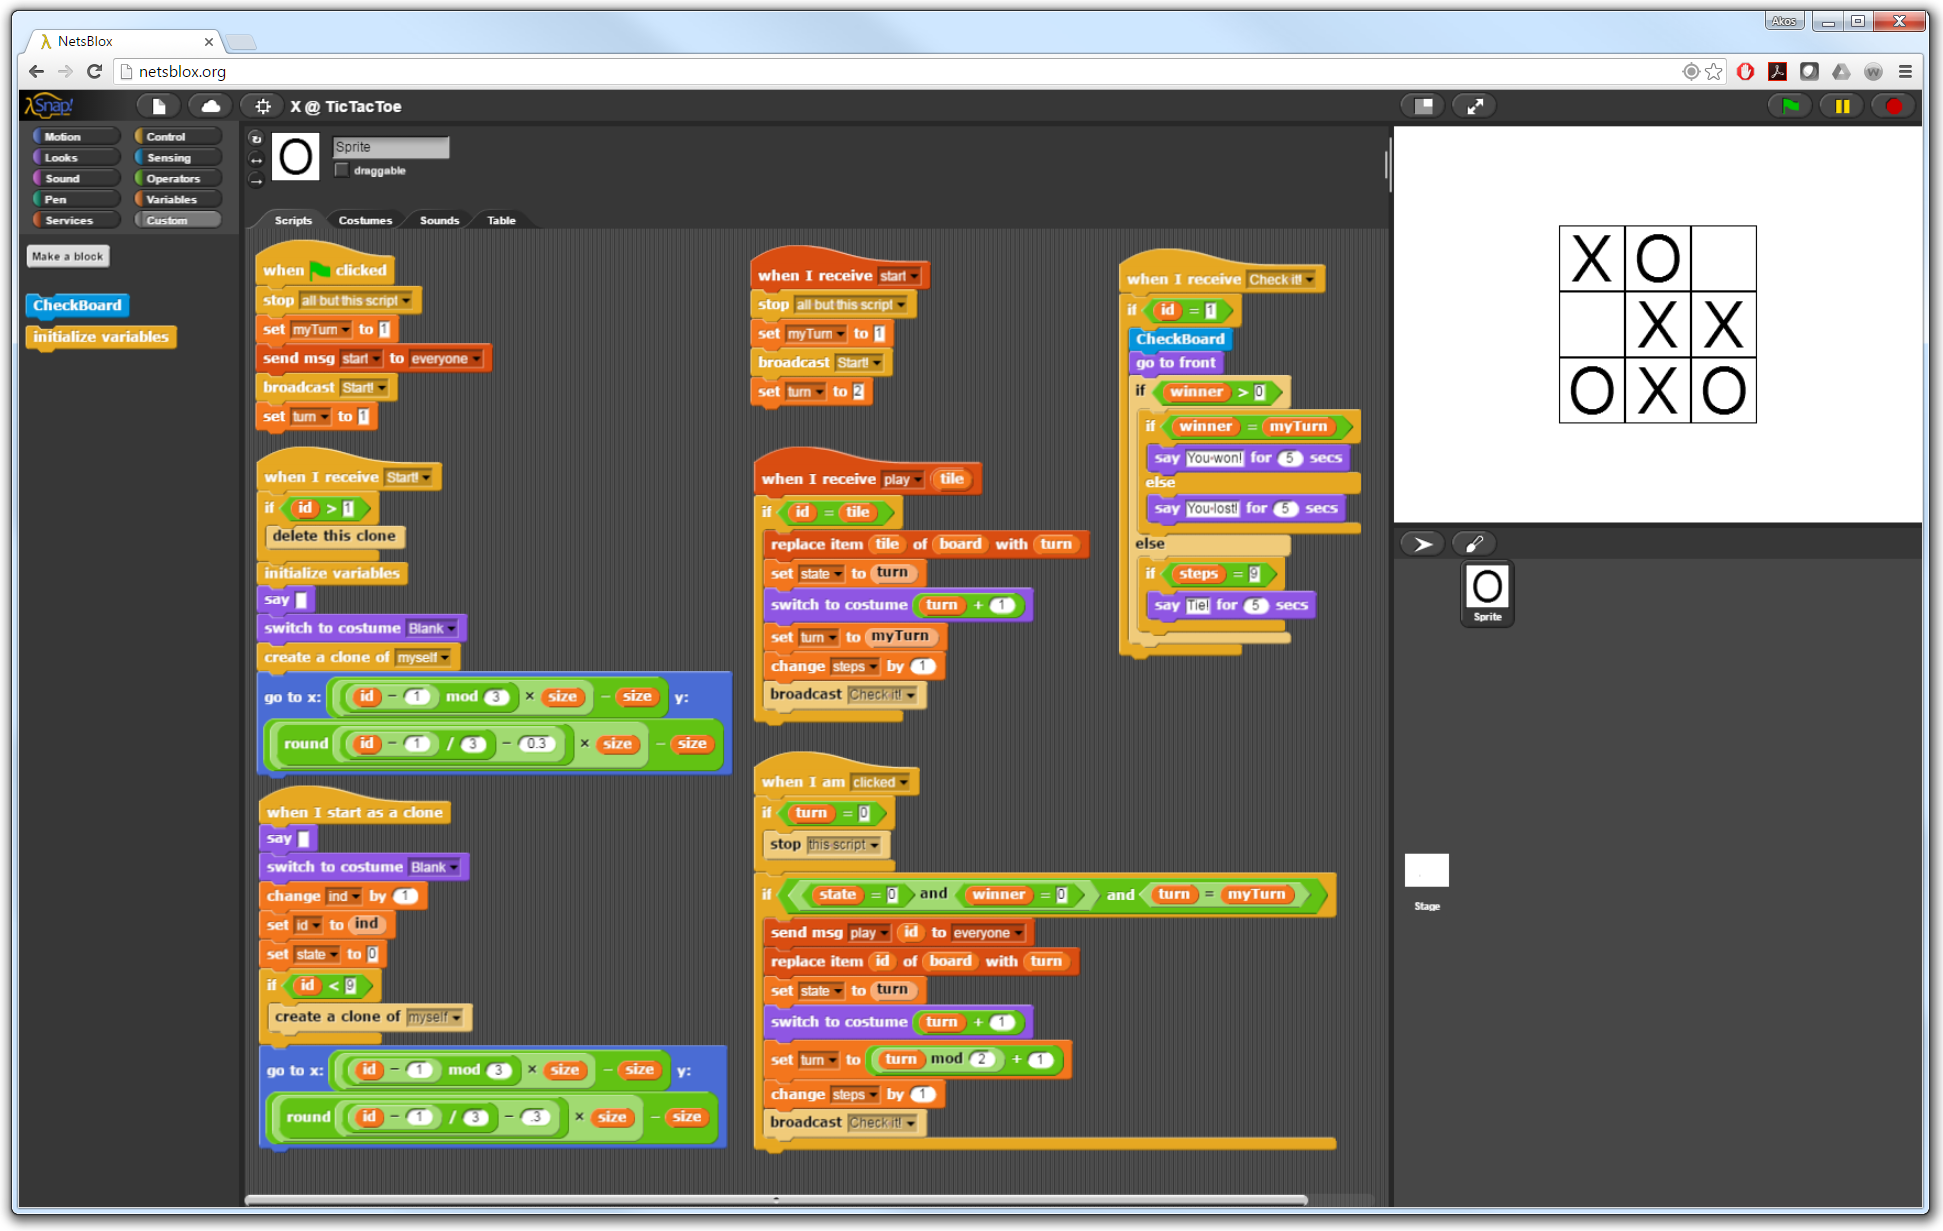 Akos
NetsBlox
netsblox.org
Snap!
X @ TicTacToe
Motion Control
Looks Sensing
Sound Operators
Pen Variables
Services Custom
Make a block
CheckBoard
initialize variables
Sprite
draggable
Scripts Costumes Sounds Table
when clicked
stop all but this script
set myTurn to 1
send msg start to everyone
broadcast Start!
set turn to 1
when I receive Start!
if id > 1
delete this clone
initialize variables
say
switch to costume Blank
create a clone of myself
go to x: id - 1 mod 3 × size - size y:
round id - 1 / 3 - 0.3 × size - size
when I start as a clone
say
switch to costume Blank
change ind by 1
set id to ind
set state to 0
if id < 9
create a clone of myself
go to x: id - 1 mod 3 × size - size y:
round id - 1 / 3 - .3 × size - size
when I receive start
stop all but this script
set myTurn to 1
broadcast Start!
set turn to 2
when I receive play tile
if id = tile
replace item tile of board with turn
set state to turn
switch to costume turn + 1
set turn to myTurn
change steps by 1
broadcast Check it!
when I am clicked
if turn = 0
stop this script
if state = 0 and winner = 0 and turn = myTurn
send msg play id to everyone
replace item id of board with turn
set state to turn
switch to costume turn + 1
set turn to turn mod 2 + 1
change steps by 1
broadcast Check it!
when I receive Check it!
if id = 1
CheckBoard
go to front
if winner > 0
if winner = myTurn
say You won! for 5 secs
else
say You lost! for 5 secs
else
if steps = 9
say Tie! for 5 secs
X O
X X
O X O
O
Sprite
Stage